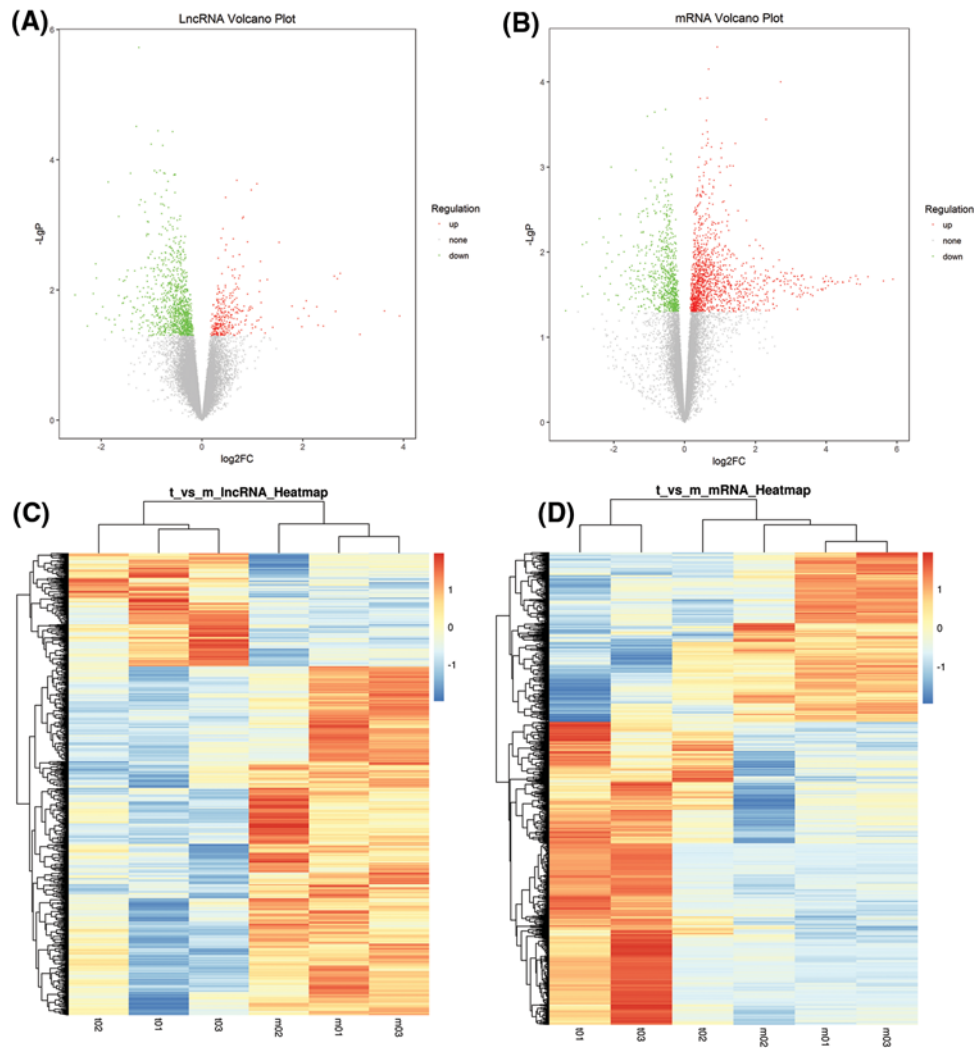 (A)
LncRNA Volcano Plot
6
4
2
0
-LgP
-2
0
2
4
log2FC
Regulation
up
none
down
(B)
mRNA Volcano Plot
4
3
2
1
0
-LgP
-2
0
2
4
6
log2FC
Regulation
up
none
down
(C)
t_vs_m_lncRNA_Heatmap
1
0
-1
t02
t01
t03
m02
m01
m03
(D)
t_vs_m_mRNA_Heatmap
1
0
-1
t01
t03
t02
m02
m01
m03